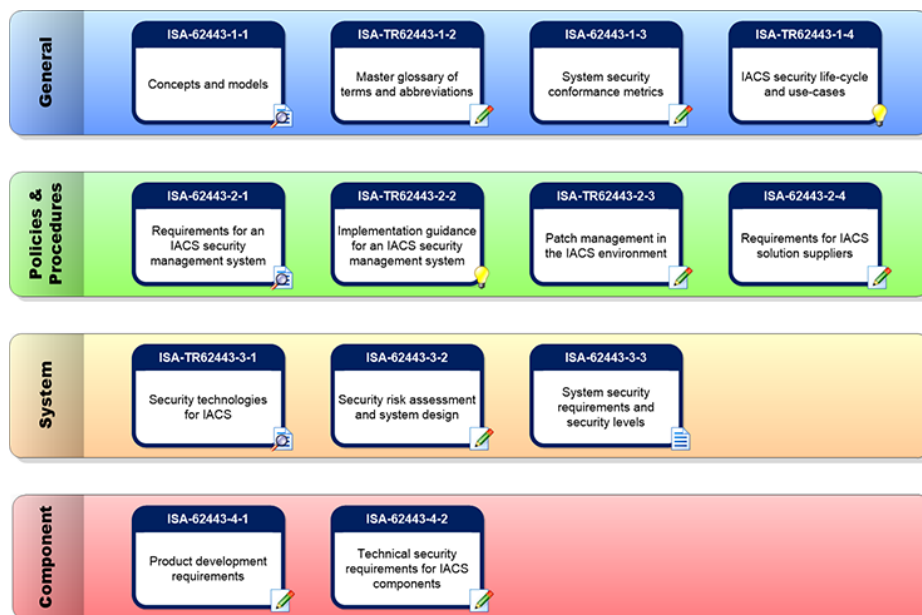 General
ISA-62443-1-1
Concepts and models
ISA-TR62443-1-2
Master glossary of
terms and abbreviations
ISA-62443-1-3
System security
conformance metrics
ISA-TR62443-1-4
IACS security life-cycle
and use-cases
Policies &
Procedures
ISA-62443-2-1
Requirements for an
IACS security
management system
ISA-TR62443-2-2
Implementation guidance
for an IACS security
management system
ISA-TR62443-2-3
Patch management in
the IACS environment
ISA-62443-2-4
Requirements for IACS
solution suppliers
System
ISA-TR62443-3-1
Security technologies
for IACS
ISA-62443-3-2
Security risk assessment
and system design
ISA-62443-3-3
System security
requirements and
security levels
Component
ISA-62443-4-1
Product development
requirements
ISA-62443-4-2
Technical security
requirements for IACS
components